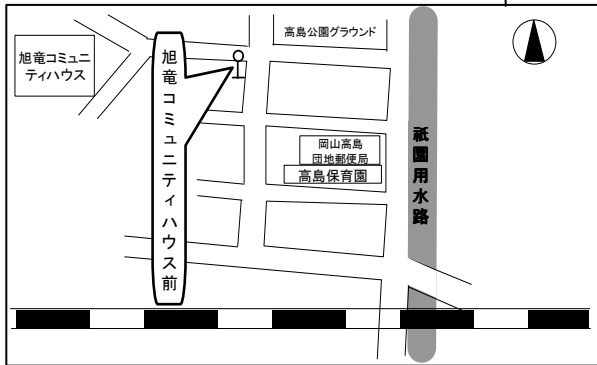 高島公園グラウンド
旭竜コミュニ
ティハウス
旭竜コミュニティハウス前
岡山高島
団地郵便局
高島保育園
祇園用水路